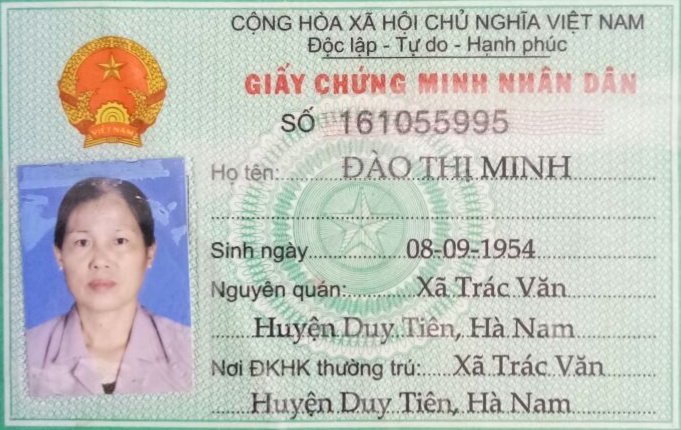 CỘNG HÒA XÃ HỘI CHỦ NGHĨA VIỆT NAM
Độc lập - Tự do - Hạnh phúc
GIẤY CHỨNG MINH NHÂN DÂN
SỐ 161055995
Họ tên: ĐÀO THỊ MINH
Sinh ngày 08-09-1954
Nguyên quán: Xã Trác Văn
Huyện Duy Tiên, Hà Nam
Nơi ĐKHK thường trú: Xã Trác Văn
Huyện Duy Tiên, Hà Nam
VIỆT NAM